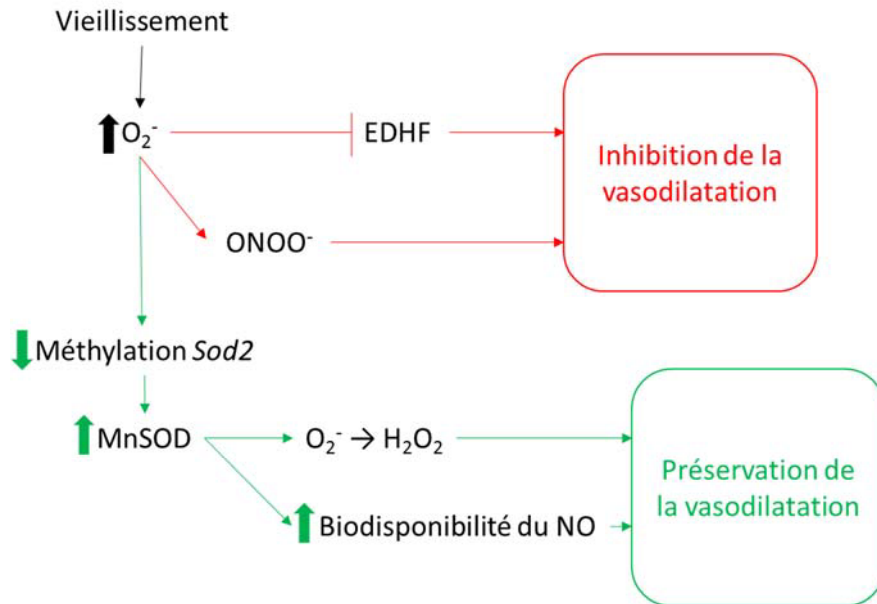 Vieillissement
O₂⁻
EDHF
Inhibition de la
vasodilatation
ONOO⁻
Méthylation Sod2
MnSOD
O₂⁻ → H₂O₂
Préservation de
la vasodilatation
Biodisponibilité du NO